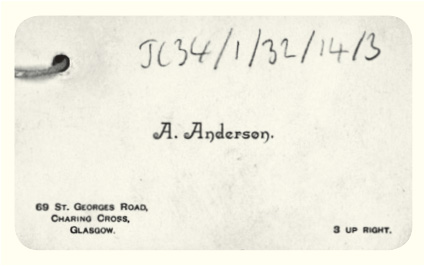 JC34/1/32/14/3
A. Anderson.
69 St. Georges Road,
Charing Cross,
Glasgow.
3 up right.